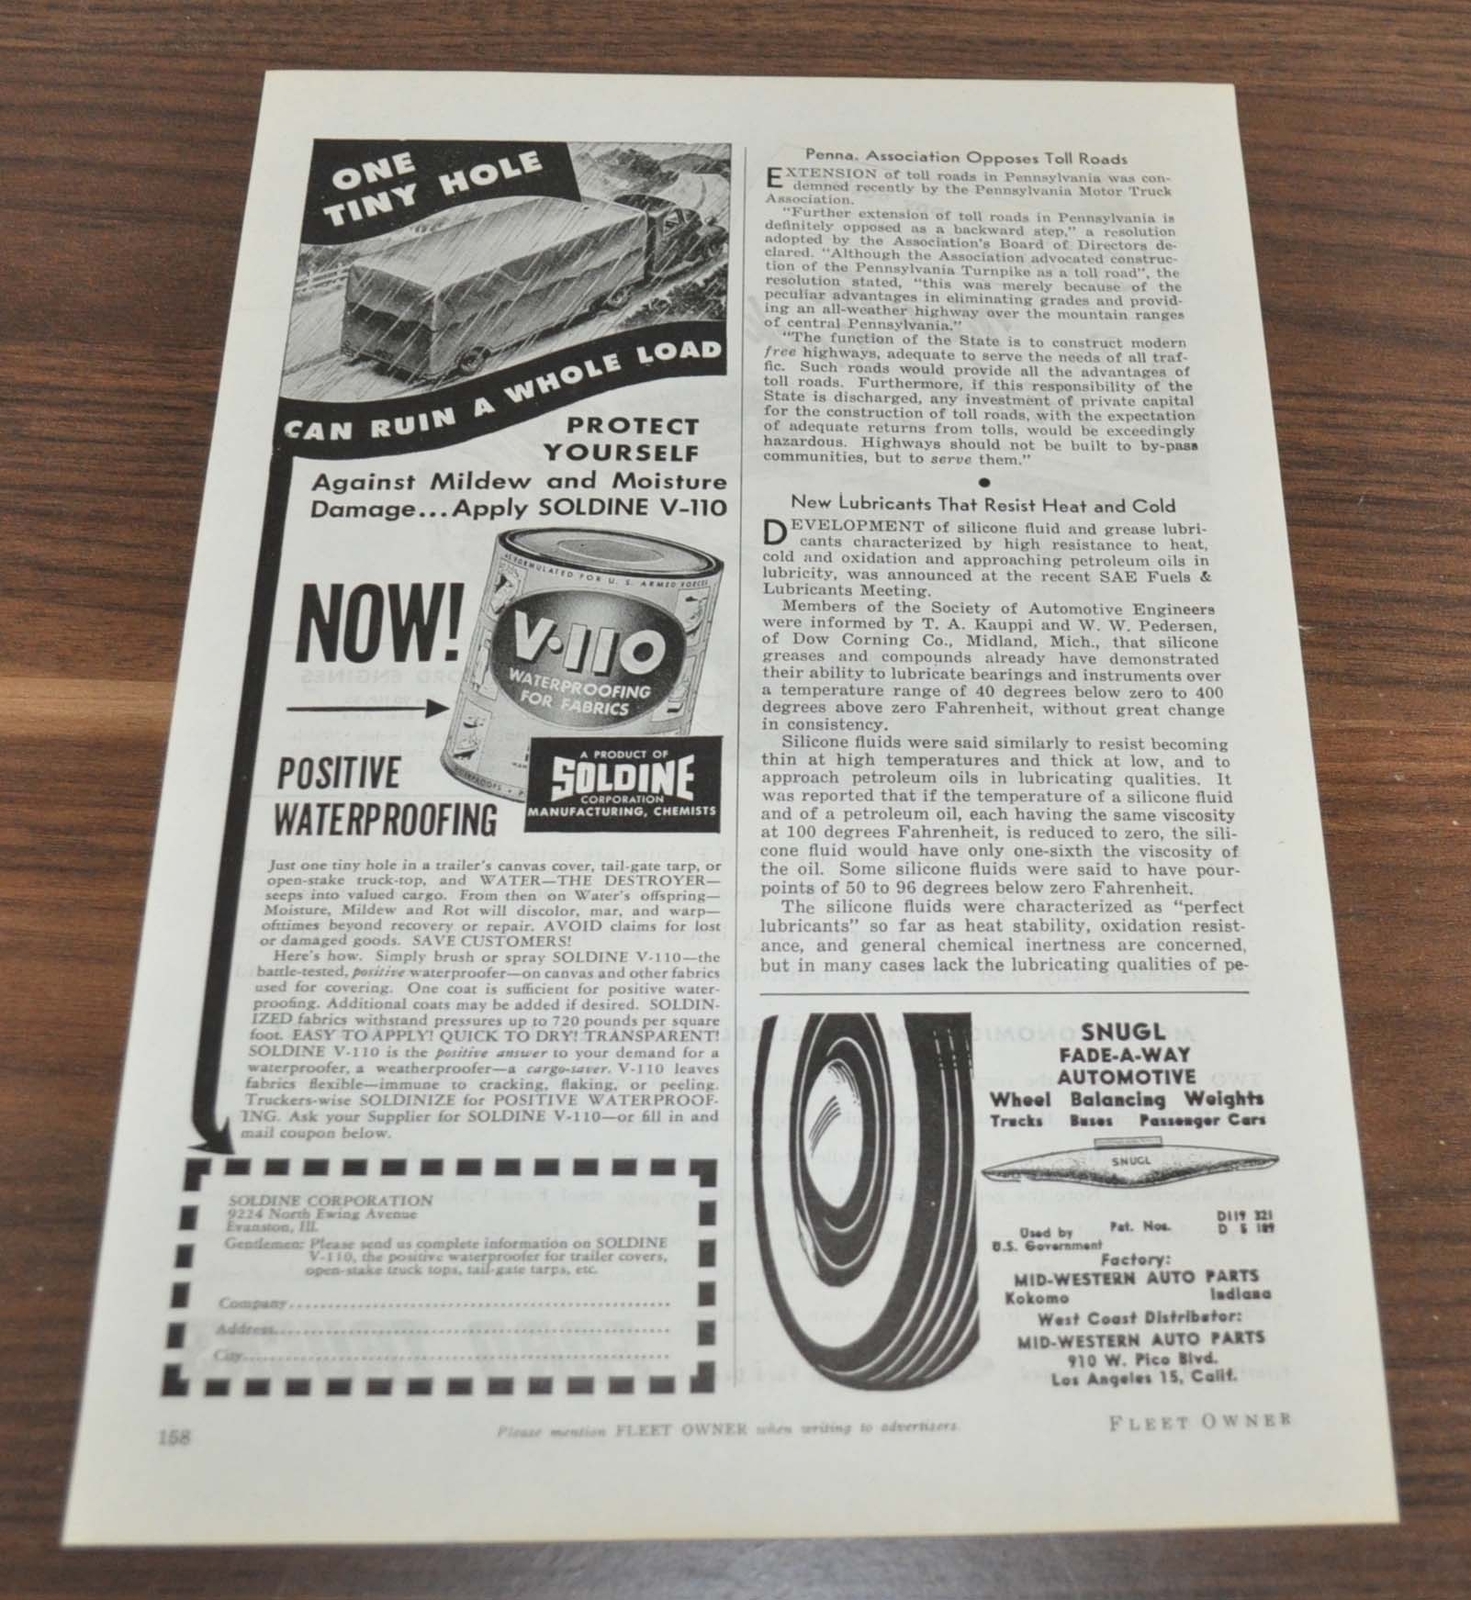 ONE
TINY HOLE
CAN RUIN A WHOLE LOAD
PROTECT
YOURSELF
Against Mildew and Moisture
Damage...Apply SOLDINE V-110
NOW!
FORMULATED FOR U. S. ARMED FORCES
V-110
WATERPROOFING
FOR FABRICS
POSITIVE
WATERPROOFING
A PRODUCT OF
SOLDINE
CORPORATION
MANUFACTURING, CHEMISTS
Just one tiny hole in a trailer's canvas cover, tail-gate tarp, or
open-stake truck-top, and WATER—THE DESTROYER—
seeps into valued cargo. From then on Water's offspring—
Moisture, Mildew and Rot will discolor, mar, and warp—
ofttimes beyond recovery or repair. AVOID claims for lost
or damaged goods. SAVE CUSTOMERS!
Here's how. Simply brush or spray SOLDINE V-110—the
battle-tested, positive waterproofer—on canvas and other fabrics
used for covering. One coat is sufficient for positive water-
proofing. Additional coats may be added if desired. SOLDIN-
IZED fabrics withstand pressures up to 720 pounds per square
foot. EASY TO APPLY! QUICK TO DRY! TRANSPARENT!
SOLDINE V-110 is the positive answer to your demand for a
waterproofer, a weatherproofer—a cargo-saver. V-110 leaves
fabrics flexible—immune to cracking, flaking, or peeling.
Truckers-wise SOLDINIZE for POSITIVE WATERPROOF-
ING. Ask your Supplier for SOLDINE V-110—or fill in and
mail coupon below.
SOLDINE CORPORATION
9224 North Ewing Avenue
Evanston, Ill.
Gentlemen: Please send us complete information on SOLDINE
V-110, the positive waterproofer for trailer covers,
open-stake truck tops, tail-gate tarps, etc.
Company
Address
City
Penna. Association Opposes Toll Roads
EXTENSION of toll roads in Pennsylvania was con-
demned recently by the Pennsylvania Motor Truck
Association.
"Further extension of toll roads in Pennsylvania is
definitely opposed as a backward step," a resolution
adopted by the Association's Board of Directors de-
clared. "Although the Association advocated construc-
tion of the Pennsylvania Turnpike as a toll road", the
resolution stated, "this was merely because of the
peculiar advantages in eliminating grades and provid-
ing an all-weather highway over the mountain ranges
of central Pennsylvania."
"The function of the State is to construct modern
free highways, adequate to serve the needs of all traf-
fic. Such roads would provide all the advantages of
toll roads. Furthermore, if this responsibility of the
State is discharged, any investment of private capital
for the construction of toll roads, with the expectation
of adequate returns from tolls, would be exceedingly
hazardous. Highways should not be built to by-pass
communities, but to serve them."
New Lubricants That Resist Heat and Cold
DEVELOPMENT of silicone fluid and grease lubri-
cants characterized by high resistance to heat,
cold and oxidation and approaching petroleum oils in
lubricity, was announced at the recent SAE Fuels &
Lubricants Meeting.
Members of the Society of Automotive Engineers
were informed by T. A. Kauppi and W. W. Pedersen,
of Dow Corning Co., Midland, Mich., that silicone
greases and compounds already have demonstrated
their ability to lubricate bearings and instruments over
a temperature range of 40 degrees below zero to 400
degrees above zero Fahrenheit, without great change
in consistency.
Silicone fluids were said similarly to resist becoming
thin at high temperatures and thick at low, and to
approach petroleum oils in lubricating qualities. It
was reported that if the temperature of a silicone fluid
and of a petroleum oil, each having the same viscosity
at 100 degrees Fahrenheit, is reduced to zero, the sili-
cone fluid would have only one-sixth the viscosity of
the oil. Some silicone fluids were said to have pour-
points of 50 to 96 degrees below zero Fahrenheit.
The silicone fluids were characterized as "perfect
lubricants" so far as heat stability, oxidation resist-
ance, and general chemical inertness are concerned,
but in many cases lack the lubricating qualities of pe-
SNUGL
FADE-A-WAY
AUTOMOTIVE
Wheel Balancing Weights
Trucks Buses Passenger Cars
SNUGL
Used by
U.S. Government
Pat. Nos.
D119 321
D 5 189
Factory:
MID-WESTERN AUTO PARTS
Kokomo Indiana
West Coast Distributor:
MID-WESTERN AUTO PARTS
910 W. Pico Blvd.
Los Angeles 15, Calif.
158
Please mention FLEET OWNER when writing to advertisers.
FLEET OWNER